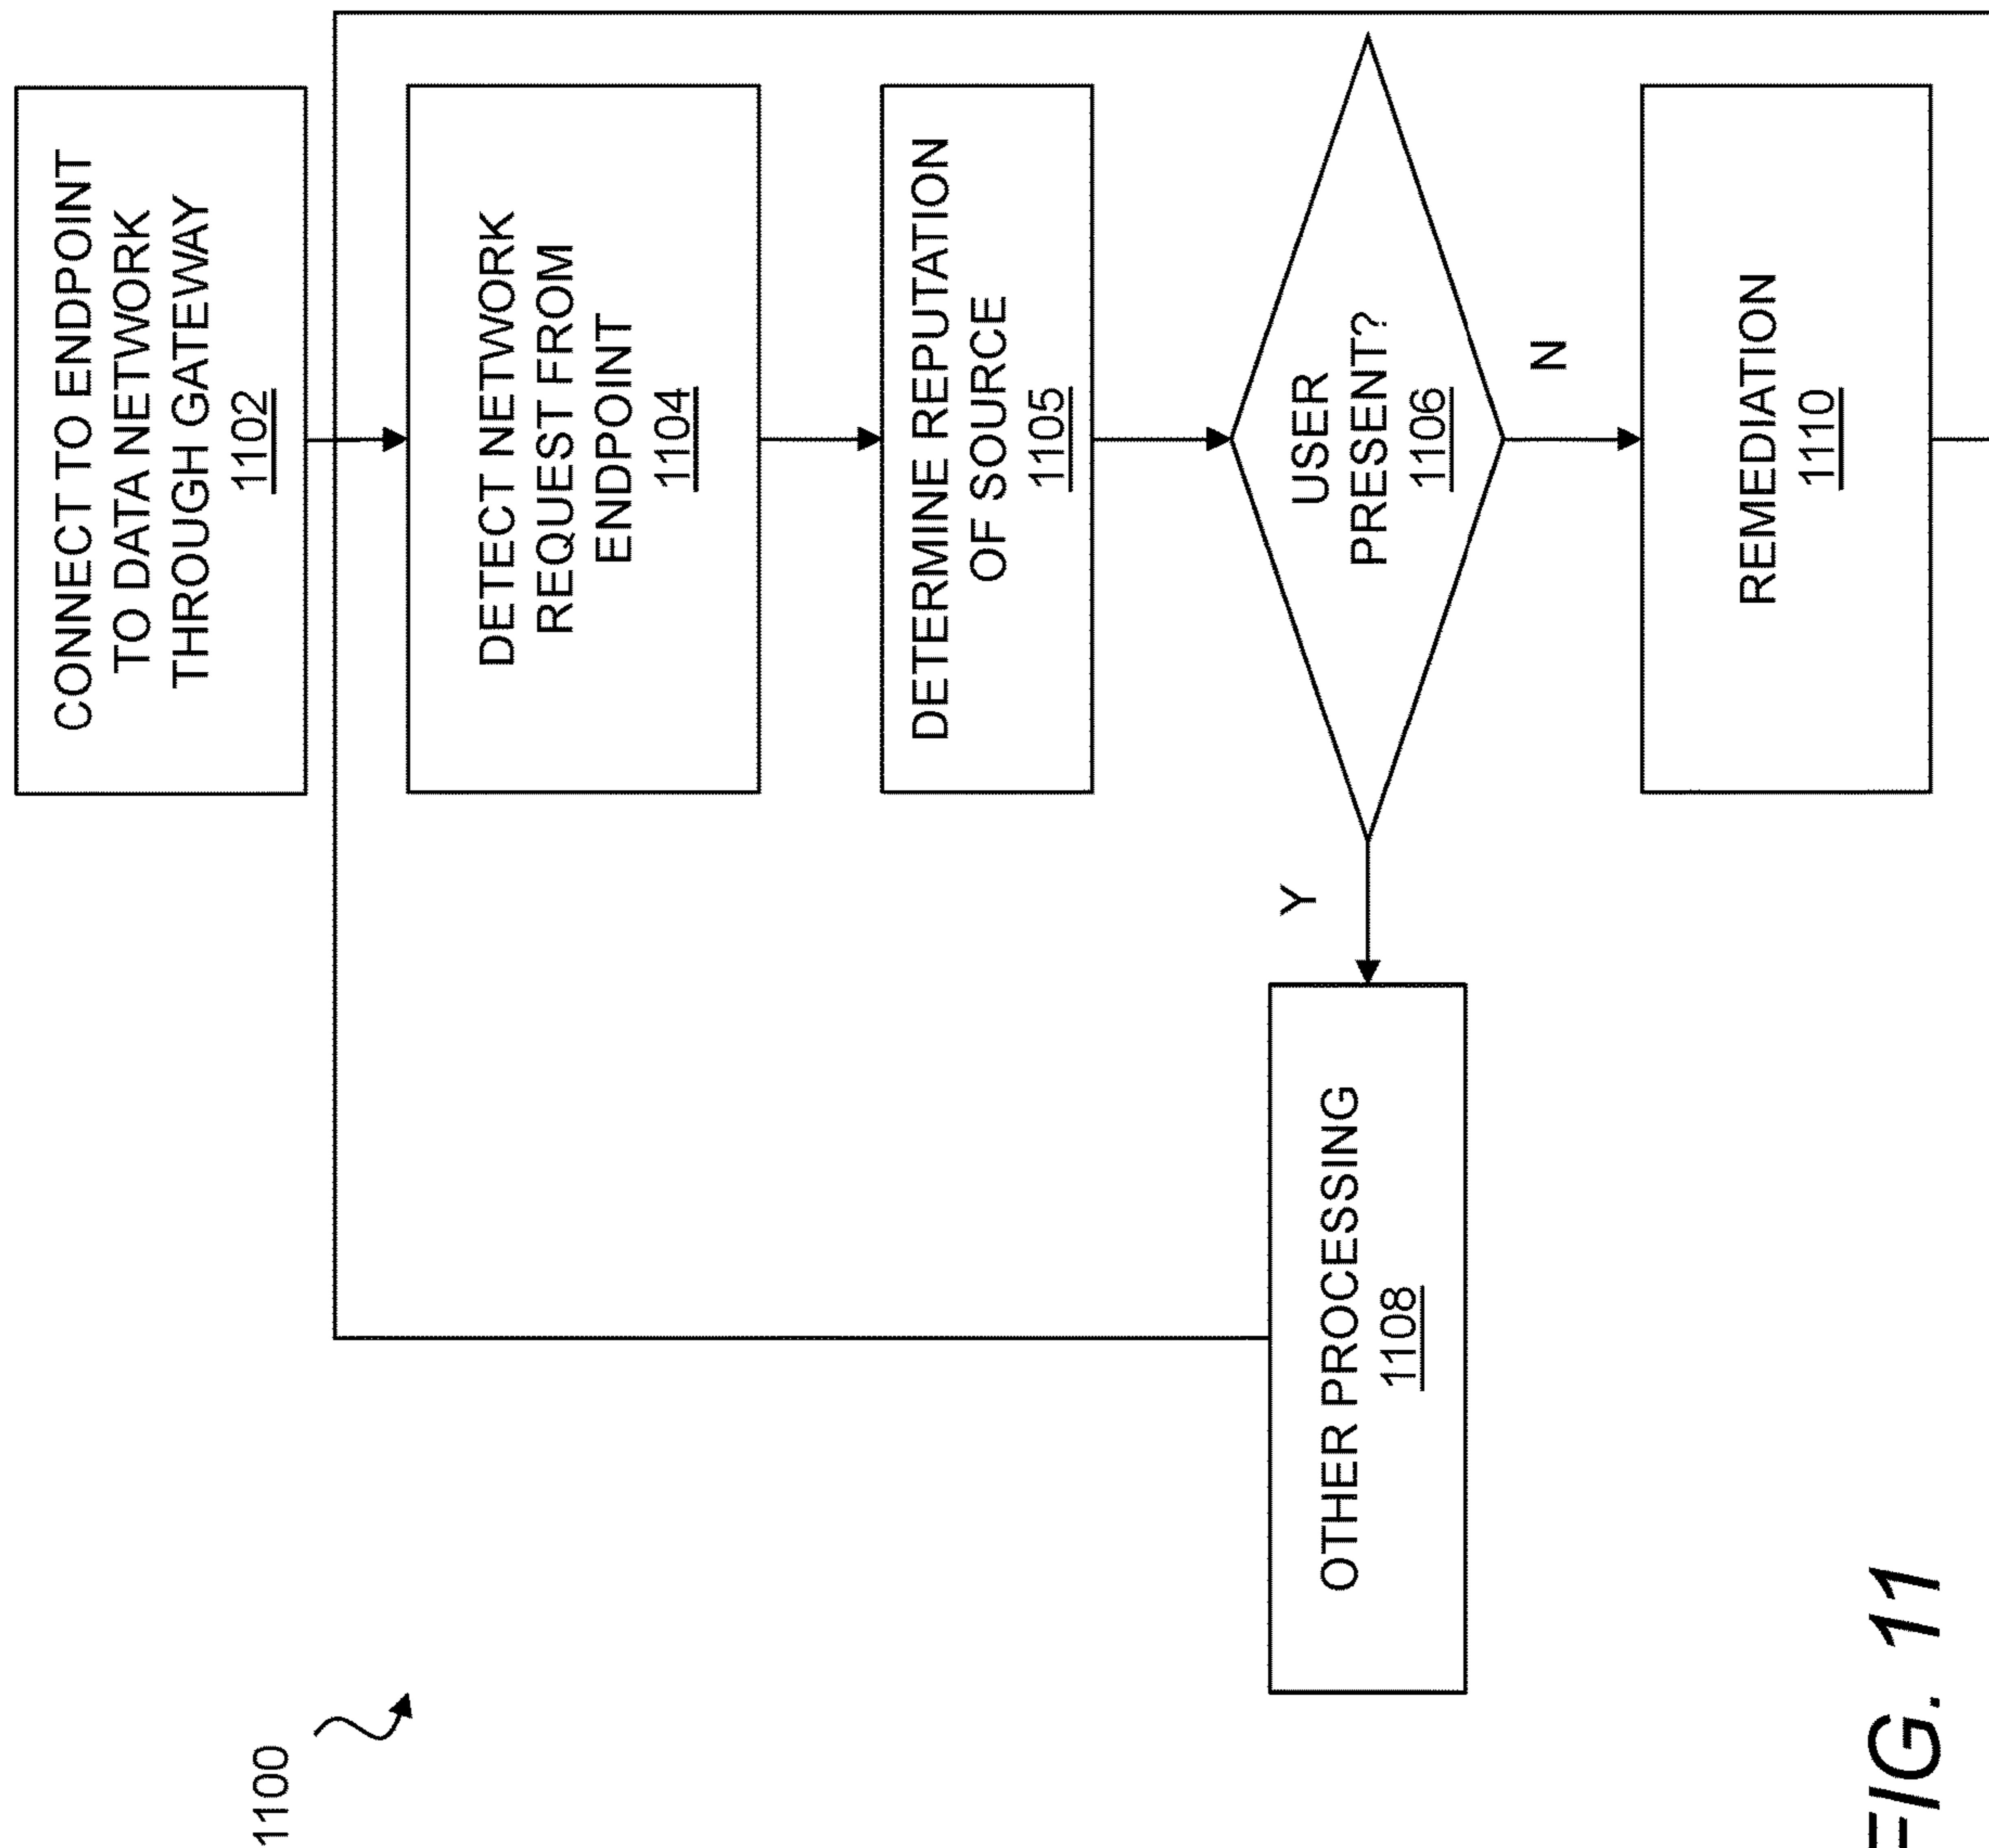 1100
CONNECT TO ENDPOINT
TO DATA NETWORK
THROUGH GATEWAY
1102
DETECT NETWORK
REQUEST FROM
ENDPOINT
1104
DETERMINE REPUTATION
OF SOURCE
1105
USER
PRESENT?
1106
Y
N
OTHER PROCESSING
1108
REMEDIATION
1110
FIG. 11